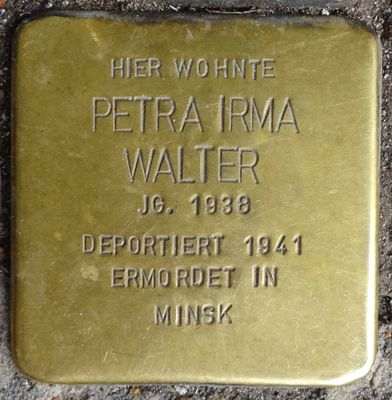 HIER WOHNTE
PETRA IRMA
WALTER
JG. 1938
DEPORTIERT 1941
ERMORDET IN
MINSK